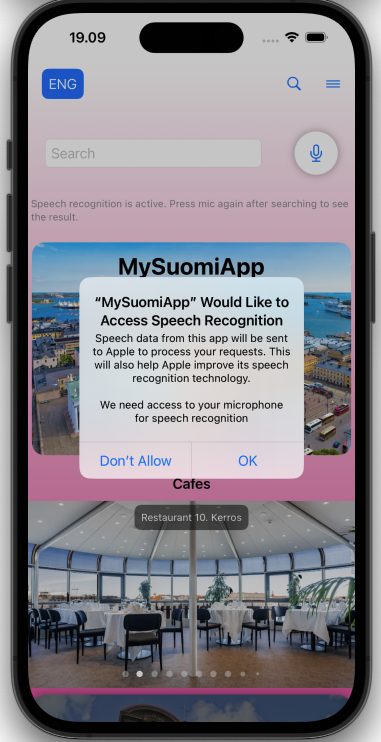 19.09
ENG
Search
Speech recognition is active. Press mic again after searching to see
the result.
MySuomiApp
“MySuomiApp” Would Like to
Access Speech Recognition
Speech data from this app will be sent
to Apple to process your requests. This
will also help Apple improve its speech
recognition technology.
We need access to your microphone
for speech recognition
Don’t Allow
OK
Cafes
Restaurant 10. Kerros